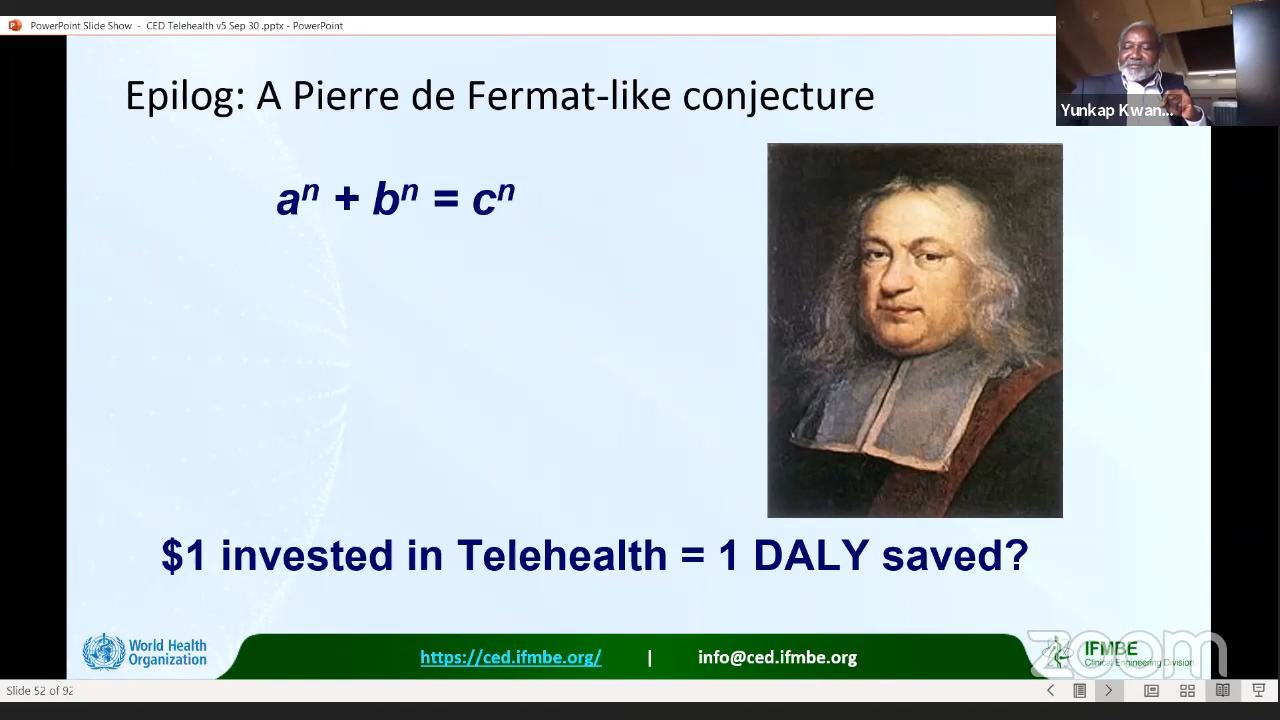 PowerPoint Slide Show - CED Telehealth v5 Sep 30 .pptx - PowerPoint
Yunkap Kwan...
Epilog: A Pierre de Fermat-like conjecture
aⁿ + bⁿ = cⁿ
$1 invested in Telehealth = 1 DALY saved?
World Health
Organization
https://ced.ifmbe.org/ | info@ced.ifmbe.org
IFMBE
Clinical Engineering Division
zoom
Slide 52 of 92